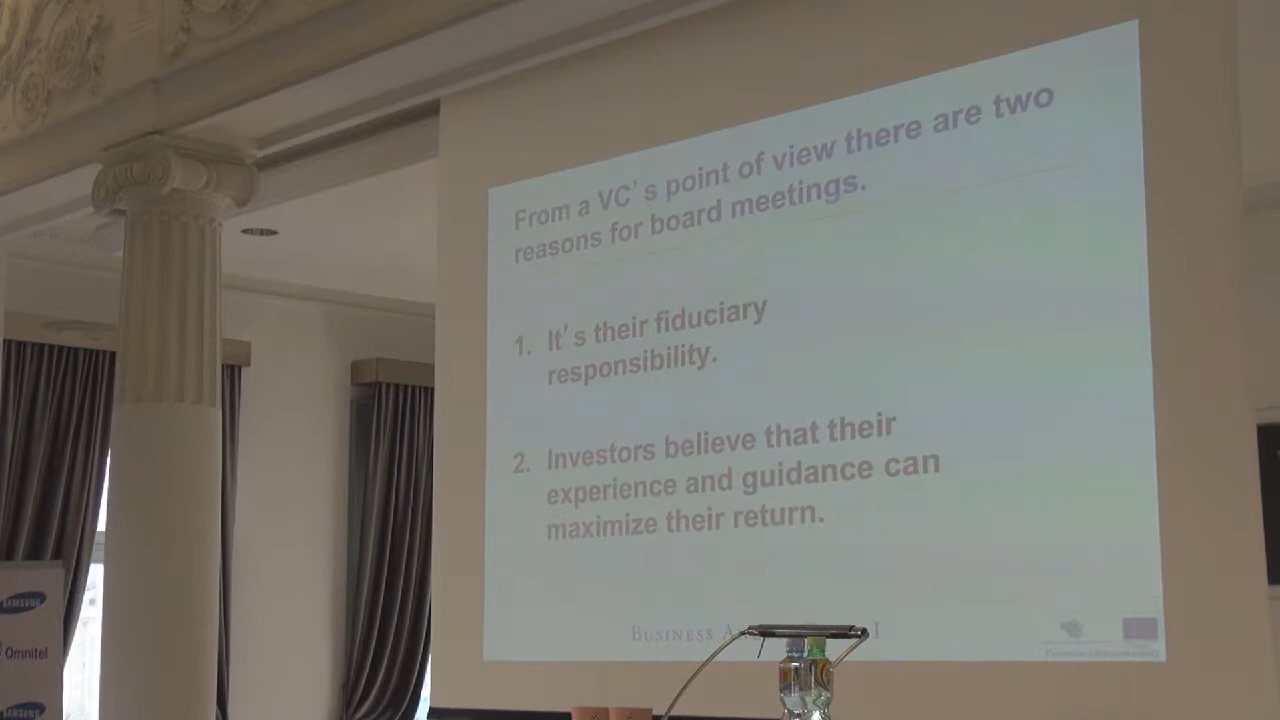 From a VC's point of view there are two
reasons for board meetings.
1. It's their fiduciary
responsibility.
2. Investors believe that their
experience and guidance can
maximize their return.
BUSINESS
SAMSUNG
Omnitel
SAMSUNG